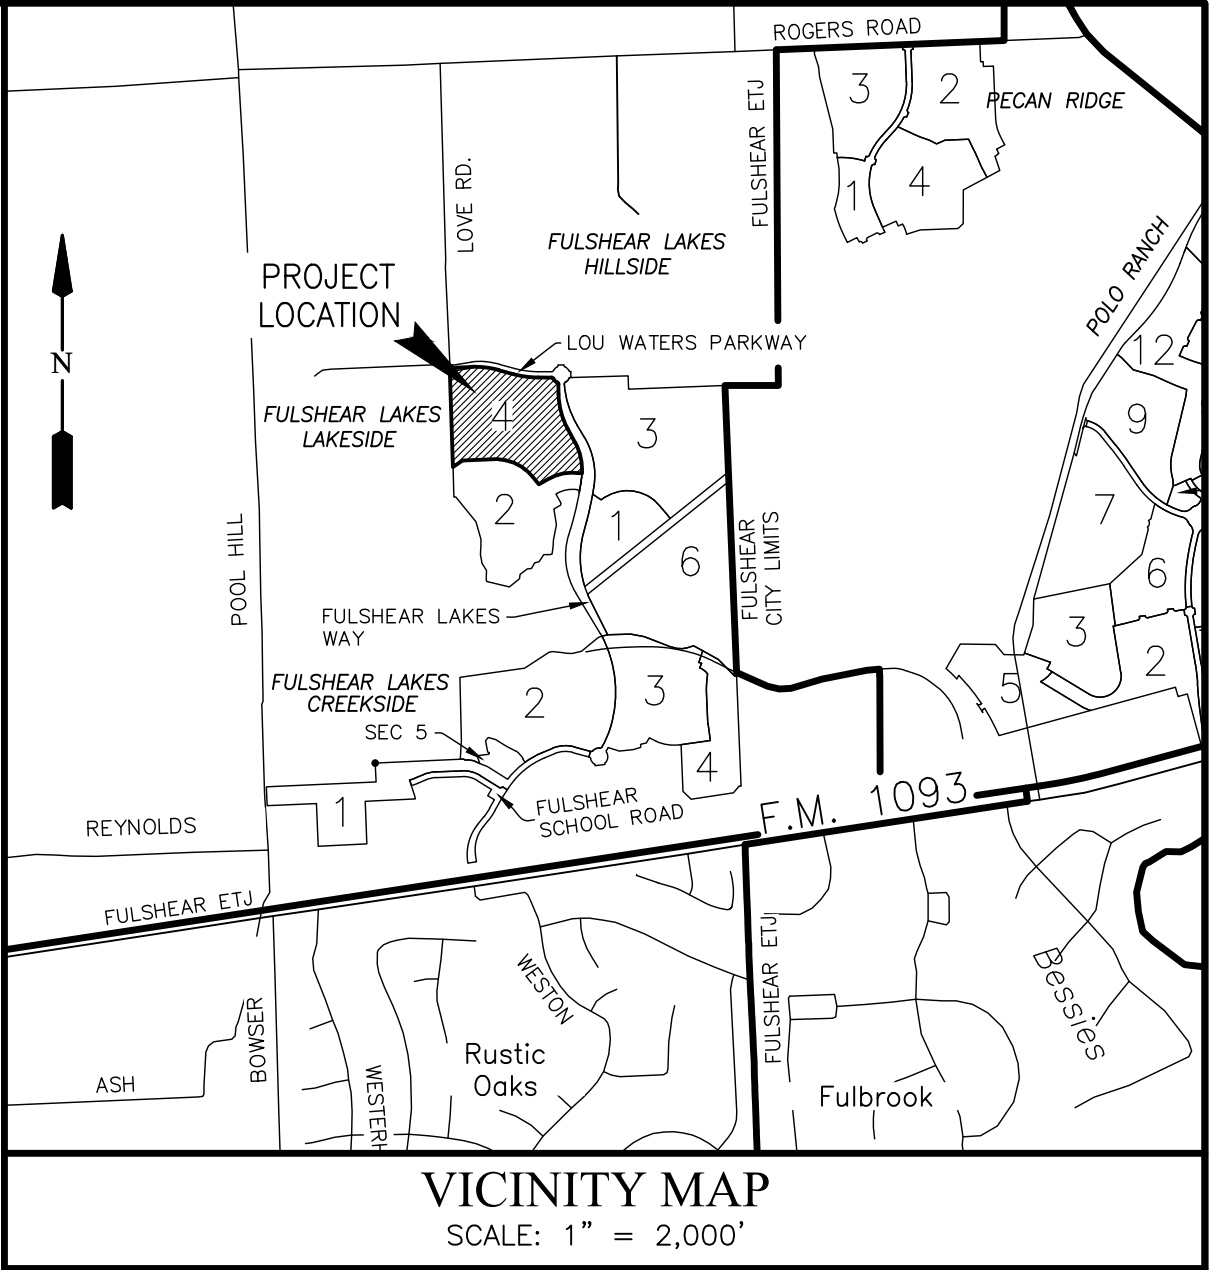 ROGERS ROAD
3
2
PECAN RIDGE
FULSHEAR ETJ
1
4
LOVE RD.
FULSHEAR LAKES
HILLSIDE
POLO RANCH
PROJECT
LOCATION
N
LOU WATERS PARKWAY
12
FULSHEAR LAKES
LAKESIDE
4
3
9
2
1
7
POOL HILL
FULSHEAR
CITY LIMITS
6
6
FULSHEAR LAKES
WAY
3
2
FULSHEAR LAKES
CREEKSIDE
2
3
5
SEC 5
4
1
FULSHEAR
SCHOOL ROAD
F.M. 1093
REYNOLDS
FULSHEAR ETJ
FULSHEAR ETJ
WESTON
Bessies
BOWSER
ASH
WESTERH
Rustic
Oaks
Fulbrook
VICINITY MAP
SCALE: 1" = 2,000'